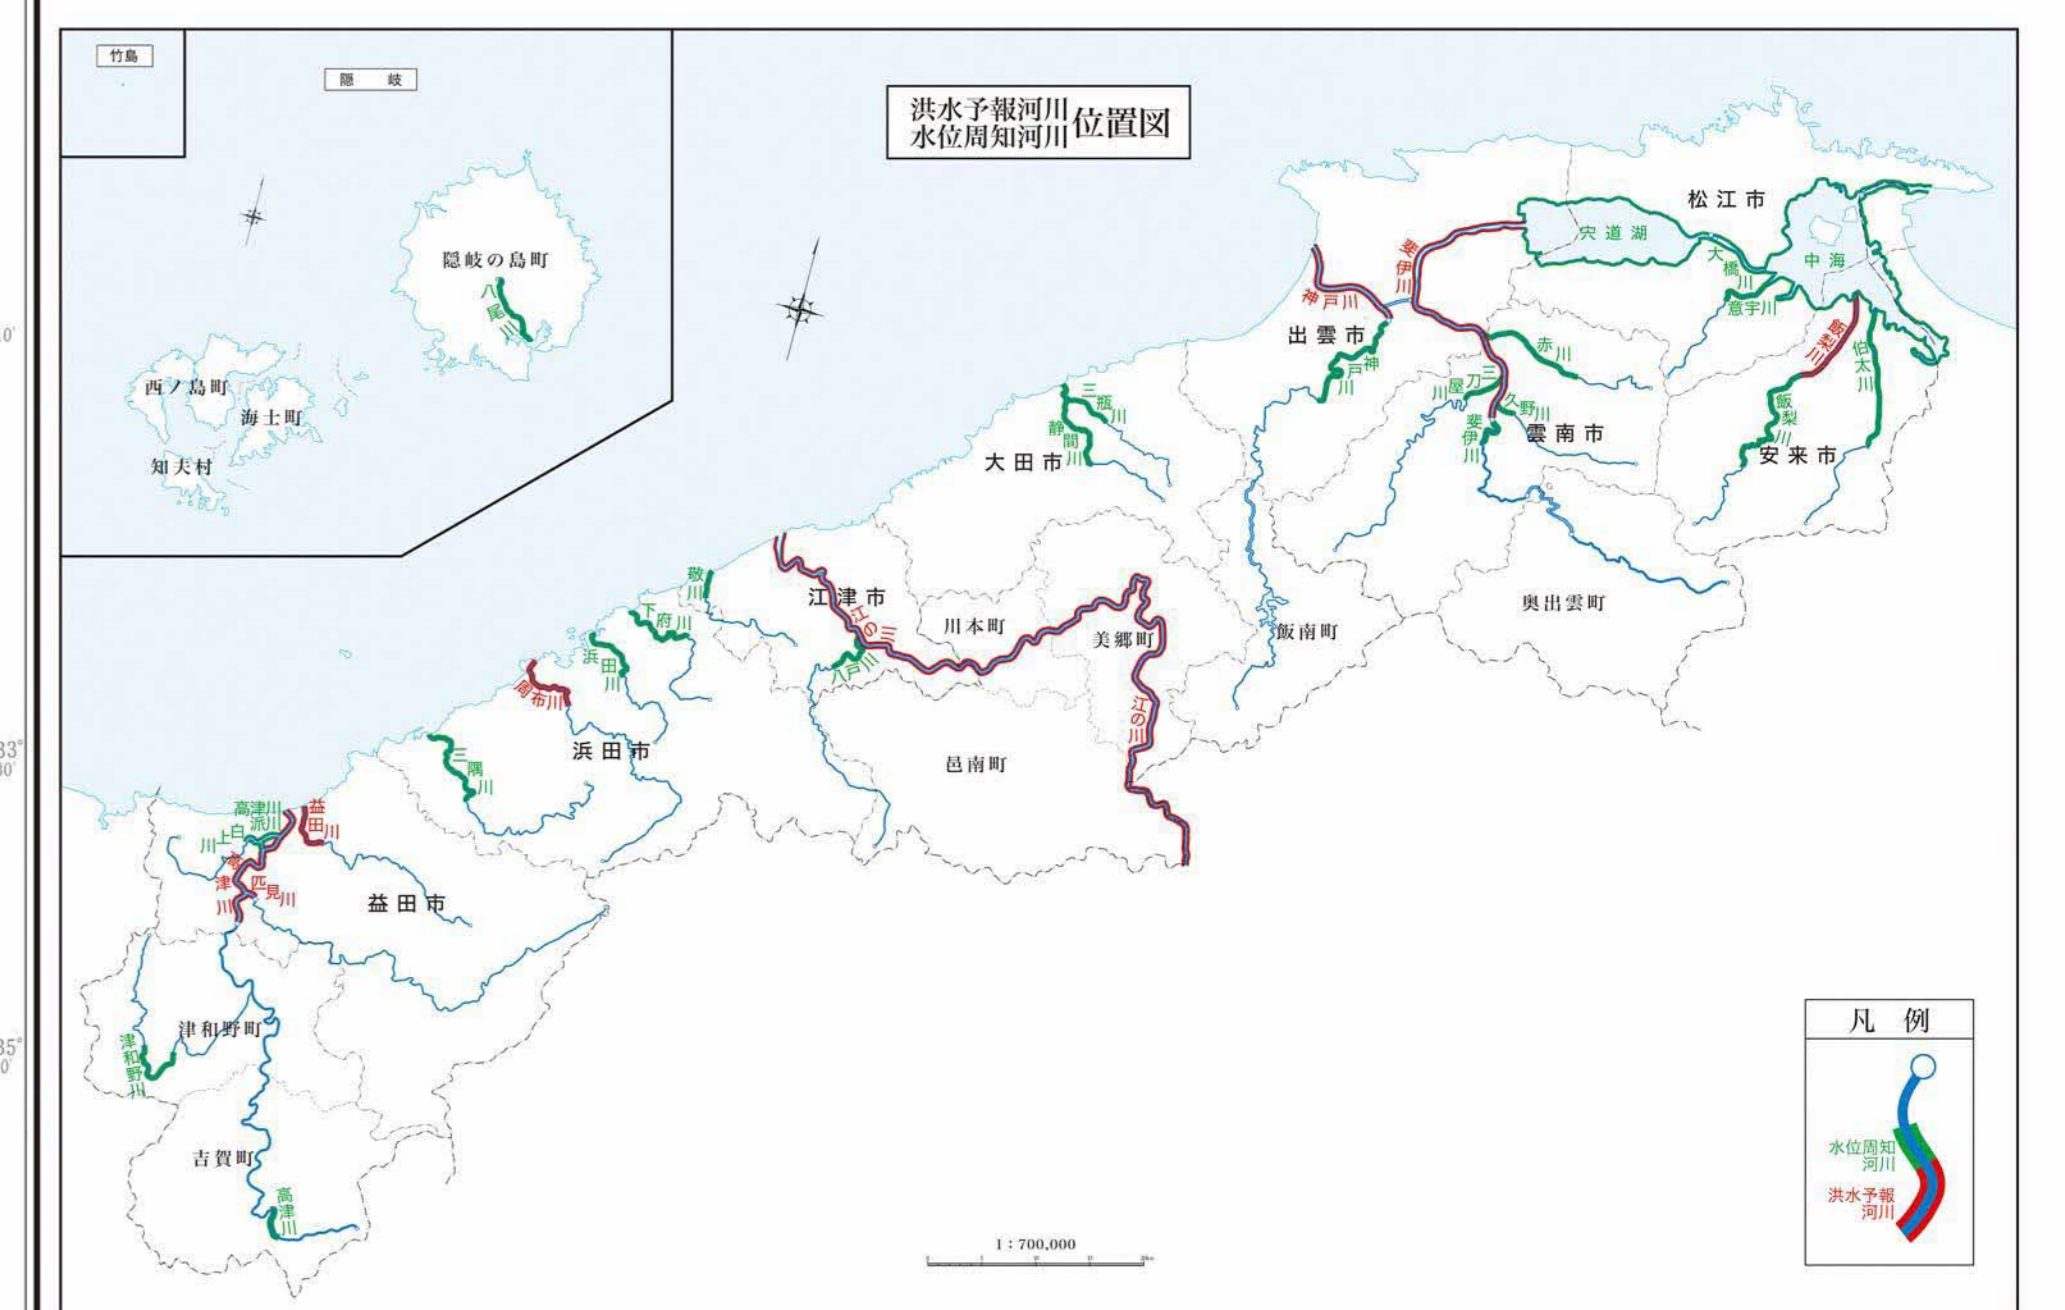 竹島
隠岐
洪水予報河川
水位周知河川
位置図
隠岐の島町
八尾川
西ノ島町
海士町
知夫村
松江市
宍道湖
中海
大橋川
意宇川
斐伊川
神戸川
出雲市
神戸川
赤川
三刀屋川
久野川
斐伊川
雲南市
飯梨川
伯太川
飯梨川
安来市
三瓶川
静間川
大田市
敬川
下府川
浜田川
周布川
江津市
江の川
八戸川
川本町
美郷町
江の川
飯南町
奥出雲町
邑南町
浜田市
三隅川
高津川
派川
益田川
白上川
高津川
匹見川
益田市
津和野町
津和野川
吉賀町
高津川
1：700,000
凡例
水位周知
河川
洪水予報
河川